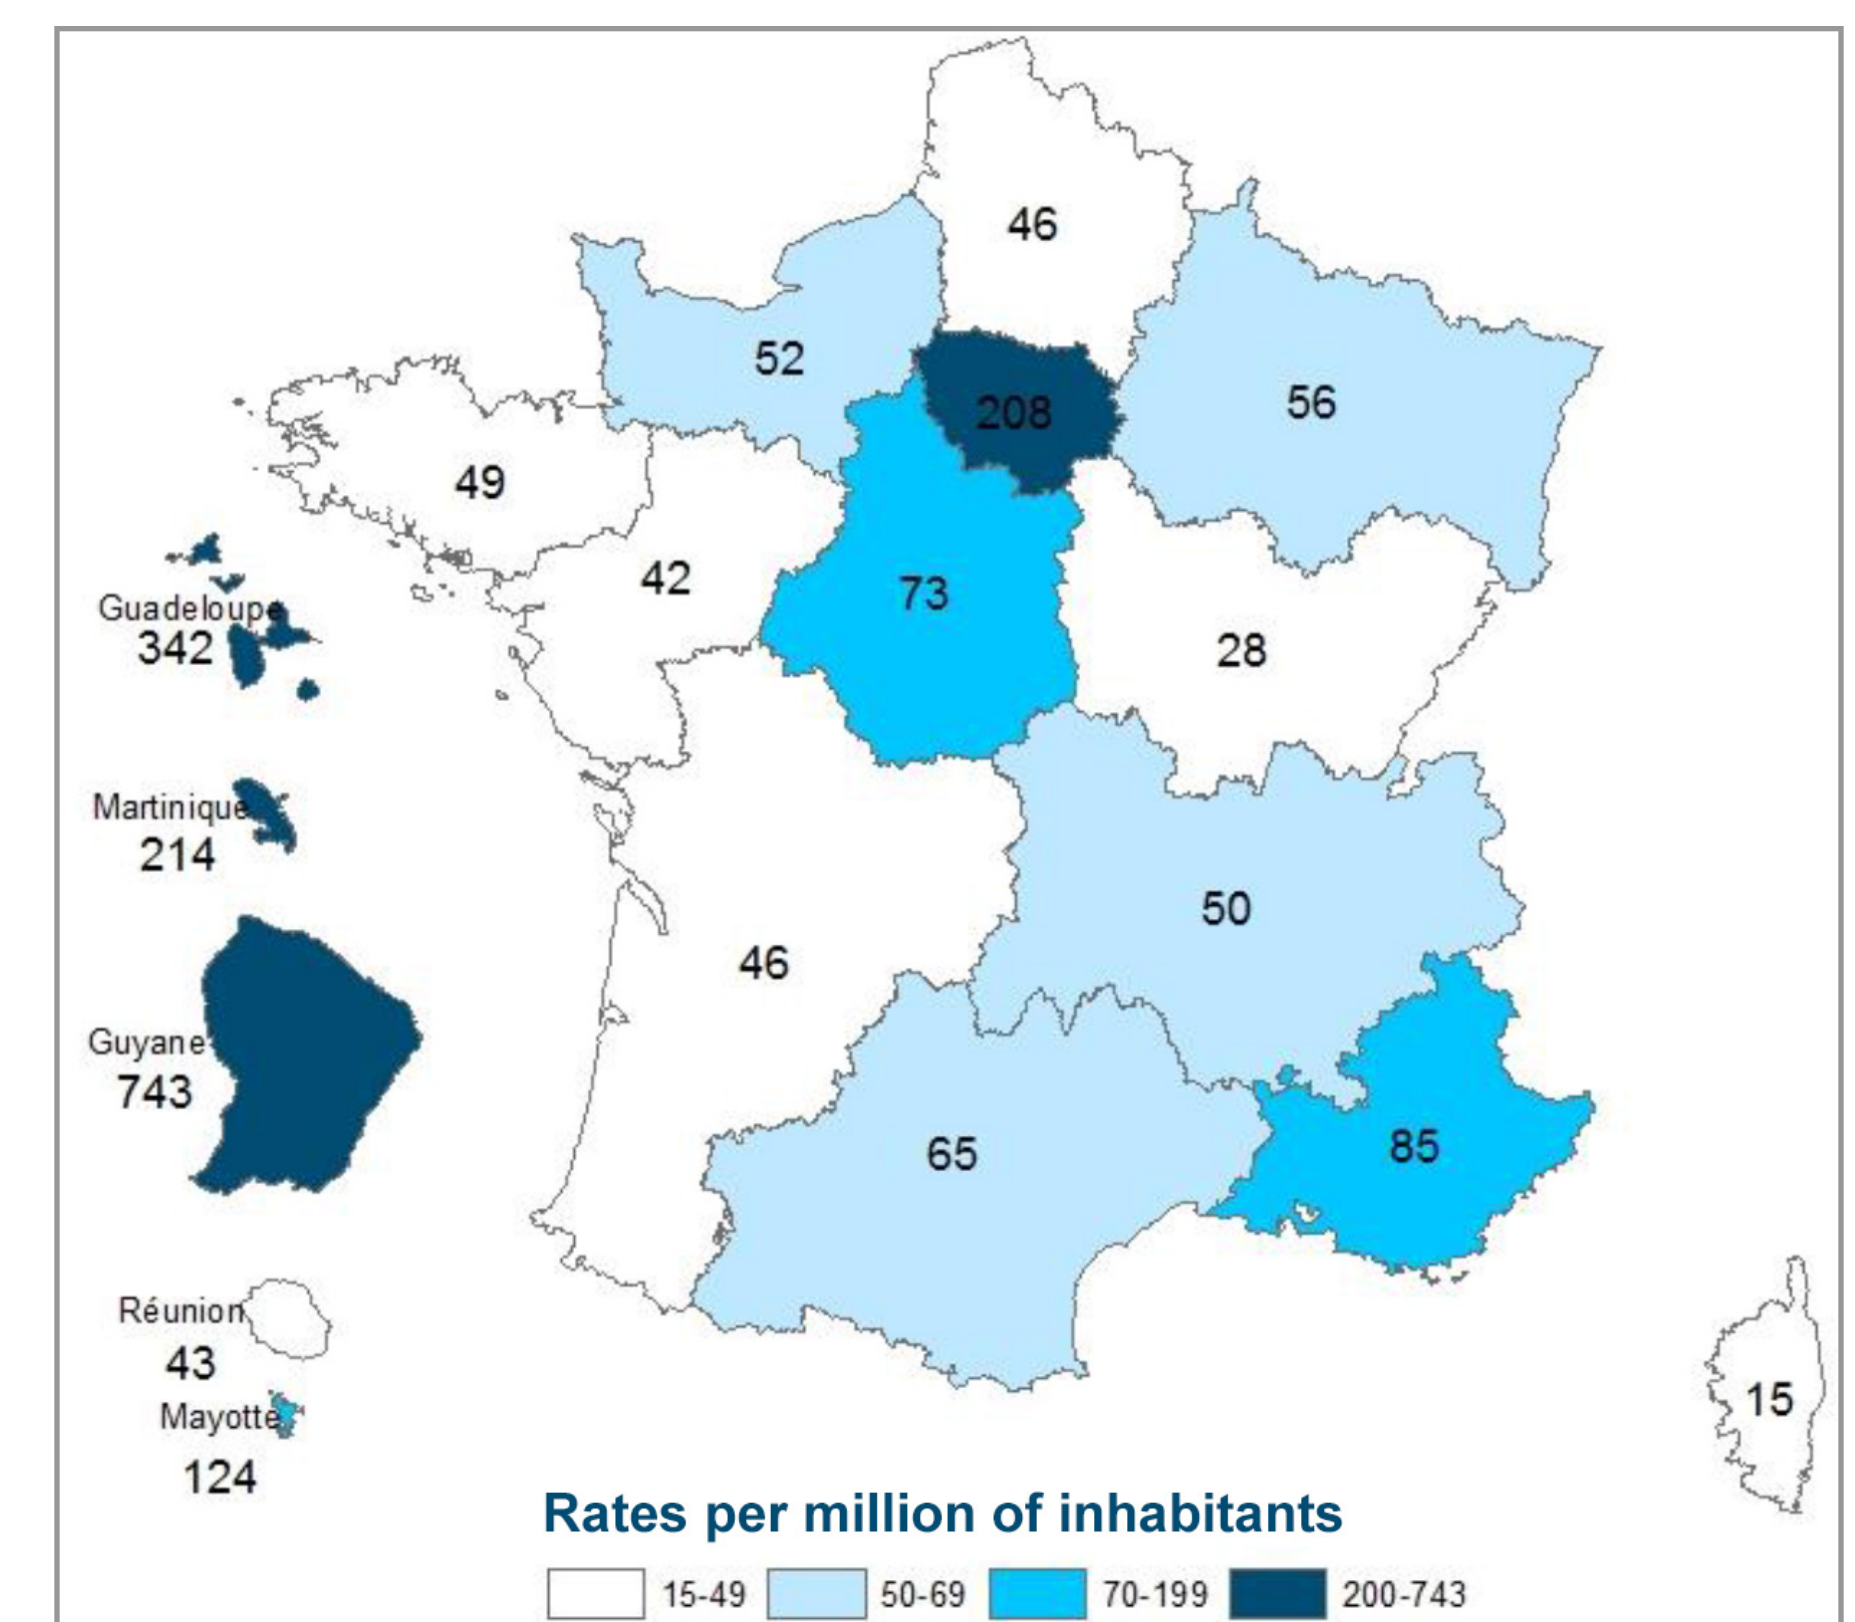 46
52
208
56
49
42
73
28
Guadeloupe
342
Martinique
214
50
46
Guyane
743
65
85
Réunion
43
15
Mayotte
124
Rates per million of inhabitants
15-49 50-69 70-199 200-743